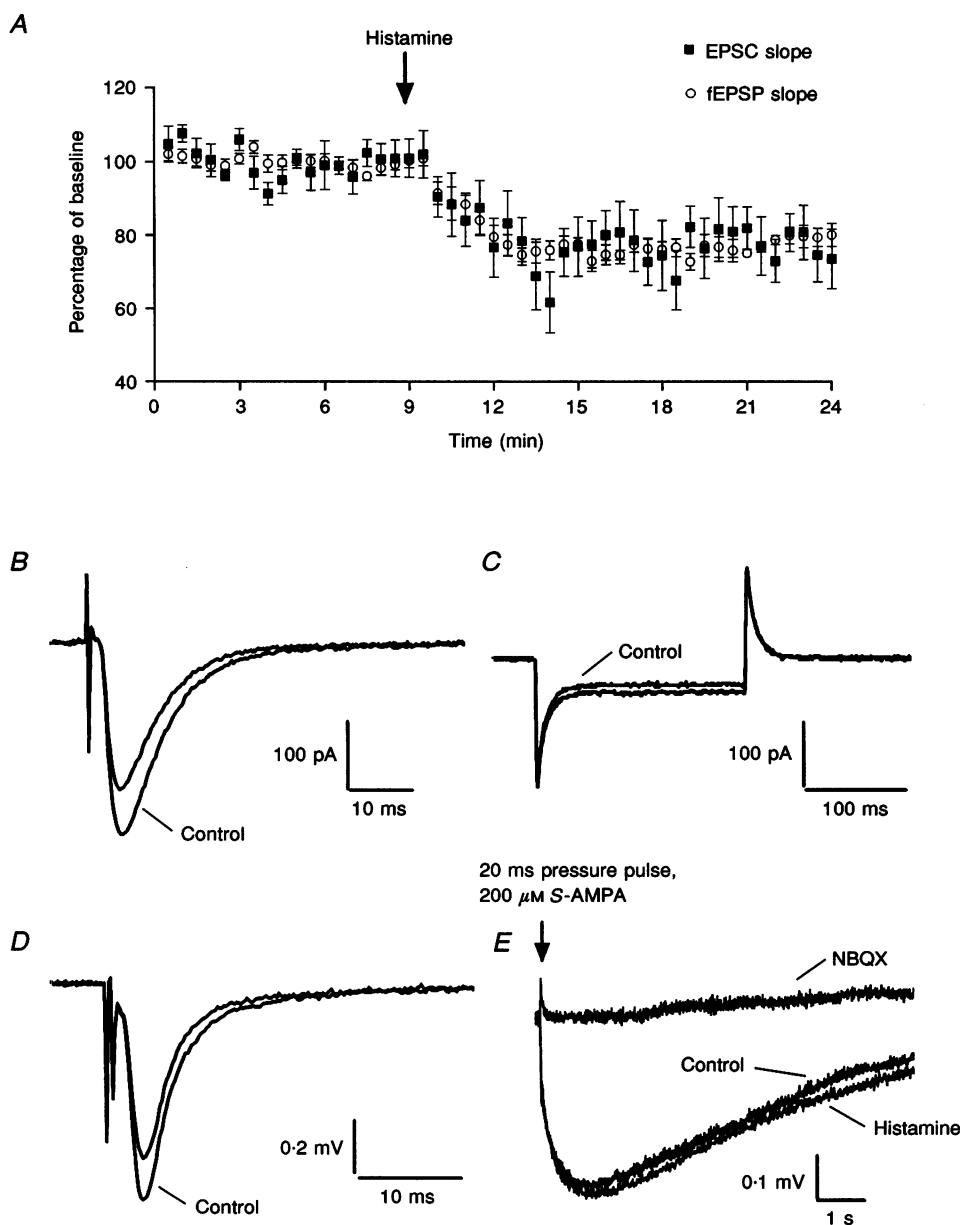 A
Histamine
EPSC slope
fEPSP slope
120
100
80
60
40
Percentage of baseline
0
3
6
9
12
15
18
21
24
Time (min)
B
100 pA
10 ms
Control
C
Control
100 pA
100 ms
20 ms pressure pulse,
200 μM S-AMPA
D
0·2 mV
10 ms
Control
E
NBQX
Control
Histamine
0·1 mV
1 s